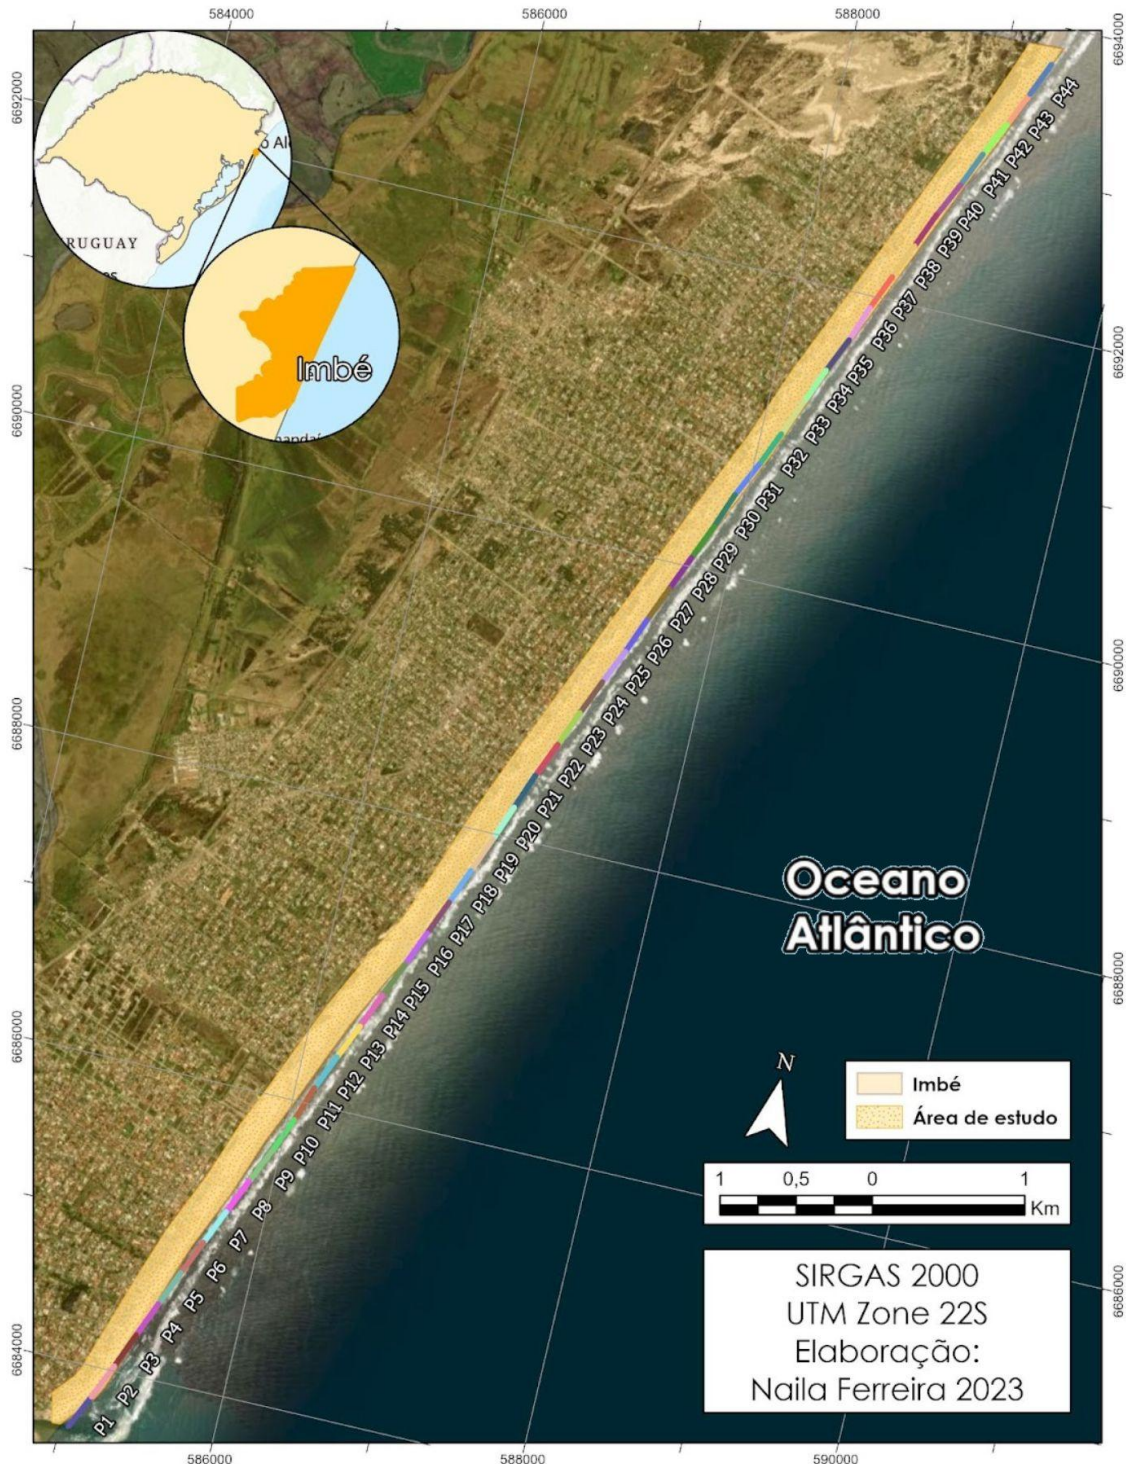 584000
586000
588000
6694000
6692000
6690000
6688000
6686000
6692000
6690000
6688000
6686000
6684000
586000
588000
590000
o Al
RUGUAY
Imbé
P44
P43
P42
P41
P40
P39
P38
P37
P36
P35
P34
P33
P32
P31
P30
P29
P28
P27
P26
P25
P24
P23
P22
P21
P20
P19
P18
P17
P16
P15
P14
P13
P12
P11
P10
P9
P8
P7
P6
P5
P4
P3
P2
P1
Oceano
Atlântico
N
Imbé
Área de estudo
1 0,5 0 1
Km
SIRGAS 2000
UTM Zone 22S
Elaboração:
Naila Ferreira 2023